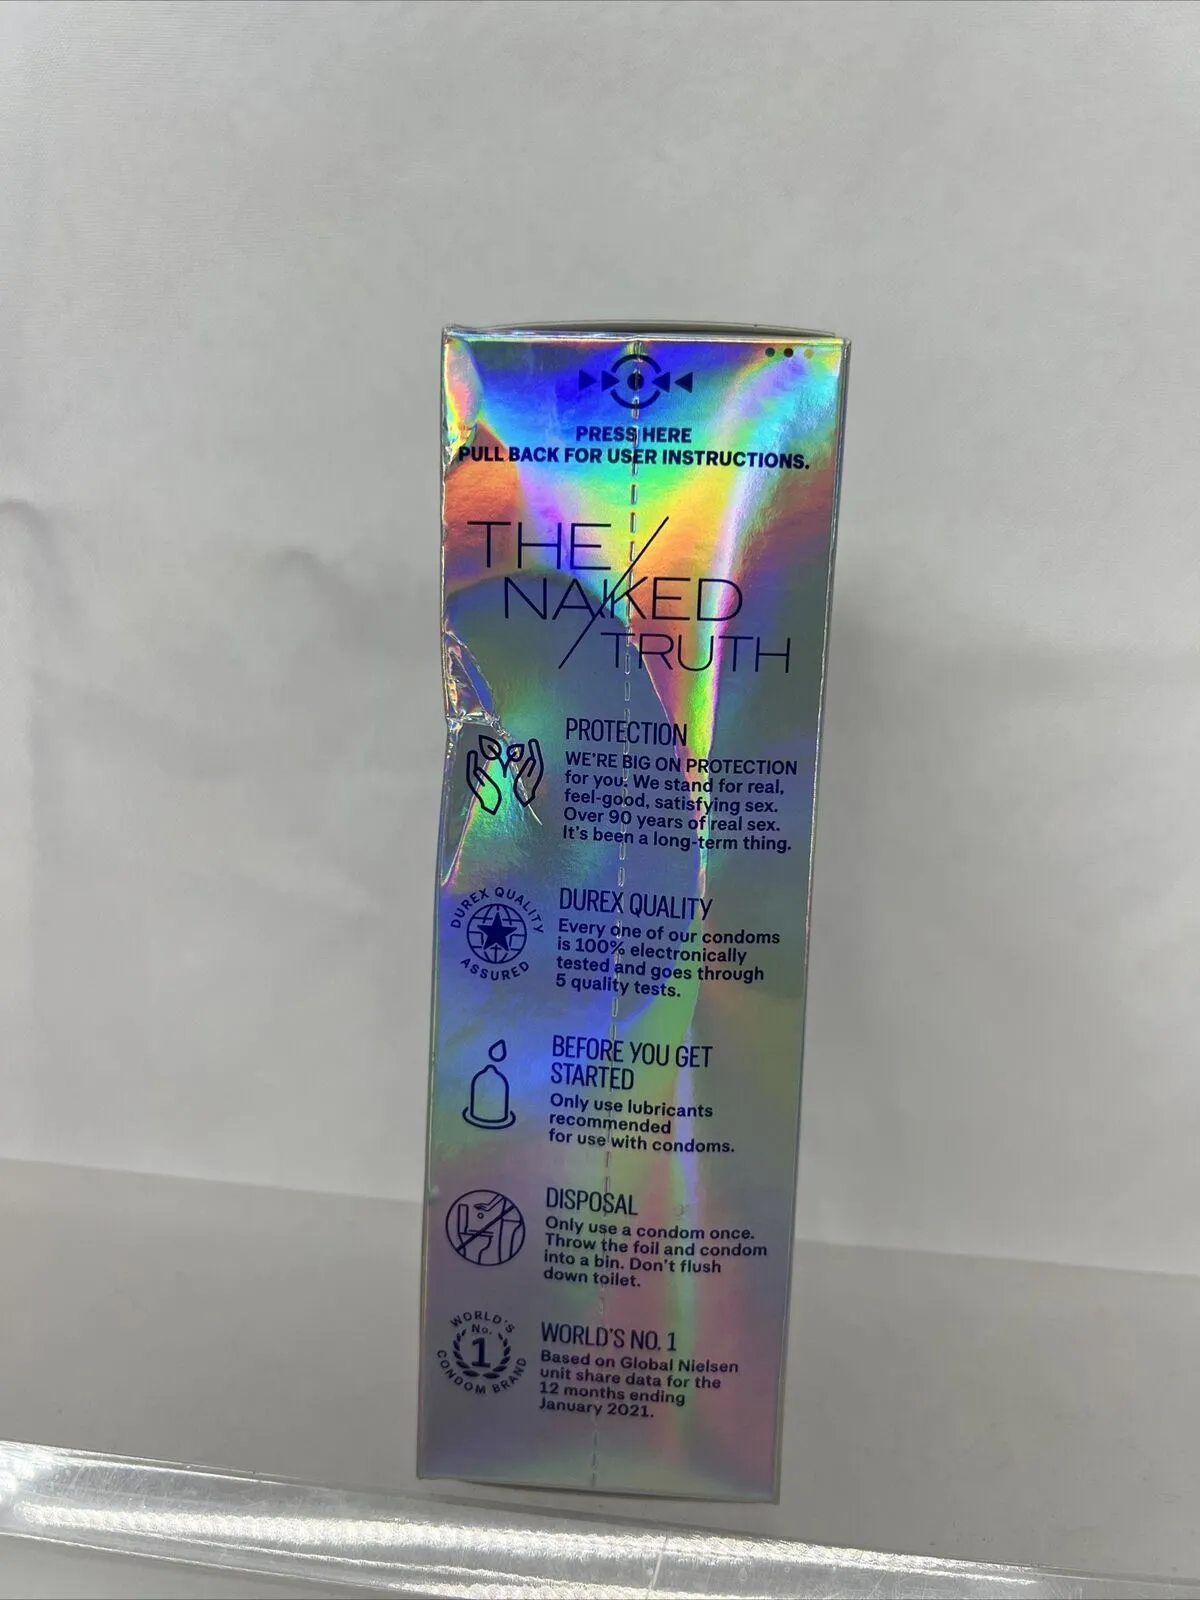 PRESS HERE
PULL BACK FOR USER INSTRUCTIONS.
THE
NAKED
TRUTH
PROTECTION
WE'RE BIG ON PROTECTION
for you. We stand for real,
feel-good, satisfying sex.
Over 90 years of real sex.
It's been a long-term thing.
DUREX QUALITY
ASSURED
DUREX QUALITY
Every one of our condoms
is 100% electronically
tested and goes through
5 quality tests.
BEFORE YOU GET
STARTED
Only use lubricants
recommended
for use with condoms.
DISPOSAL
Only use a condom once.
Throw the foil and condom
into a bin. Don't flush
down toilet.
WORLD'S
No.
1
CONDOM BRAND
WORLD'S NO. 1
Based on Global Nielsen
unit share data for the
12 months ending
January 2021.